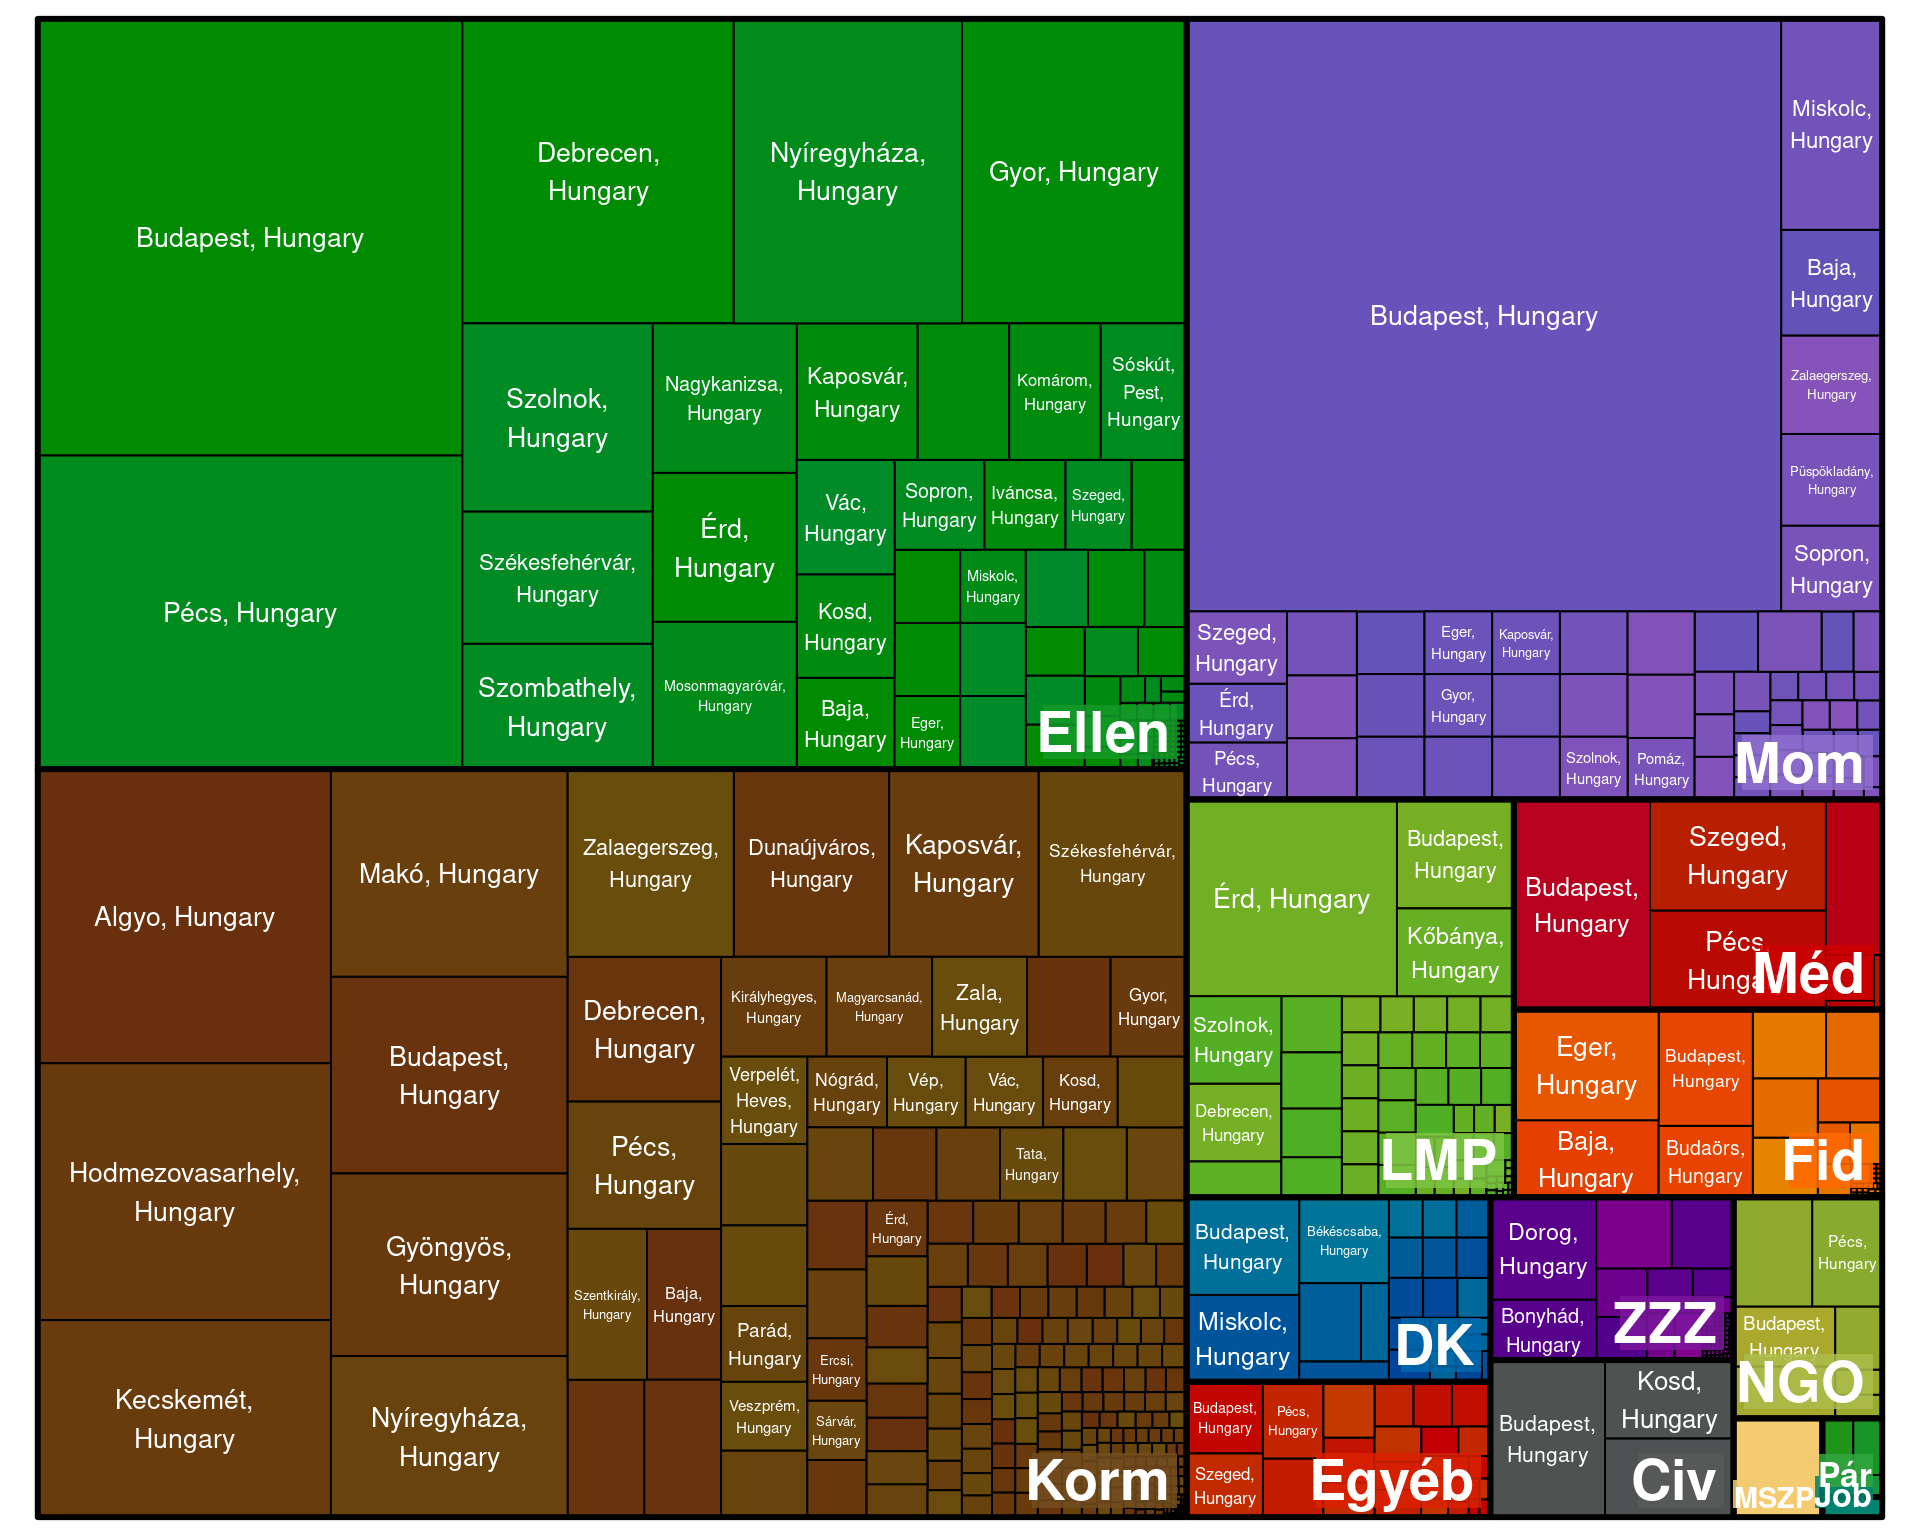 Budapest, Hungary
Debrecen,
Hungary
Nyíregyháza,
Hungary
Gyor, Hungary
Pécs, Hungary
Szolnok,
Hungary
Székesfehérvár,
Hungary
Szombathely,
Hungary
Nagykanizsa,
Hungary
Érd,
Hungary
Mosonmagyaróvár,
Hungary
Kaposvár,
Hungary
Komárom,
Hungary
Sóskút,
Pest,
Hungary
Vác,
Hungary
Sopron,
Hungary
Iváncsa,
Hungary
Szeged,
Hungary
Kosd,
Hungary
Miskolc,
Hungary
Baja,
Hungary
Eger,
Hungary
Ellen
Budapest, Hungary
Miskolc,
Hungary
Baja,
Hungary
Zalaegerszeg,
Hungary
Püspökladány,
Hungary
Sopron,
Hungary
Szeged,
Hungary
Érd,
Hungary
Pécs,
Hungary
Eger,
Hungary
Kaposvár,
Hungary
Gyor,
Hungary
Szolnok,
Hungary
Pomáz,
Hungary
Mom
Algyo, Hungary
Hodmezovasarhely,
Hungary
Kecskemét,
Hungary
Makó, Hungary
Budapest,
Hungary
Gyöngyös,
Hungary
Nyíregyháza,
Hungary
Zalaegerszeg,
Hungary
Dunaújváros,
Hungary
Kaposvár,
Hungary
Székesfehérvár,
Hungary
Debrecen,
Hungary
Pécs,
Hungary
Szentkirály,
Hungary
Baja,
Hungary
Királyhegyes,
Hungary
Magyarcsanád,
Hungary
Zala,
Hungary
Gyor,
Hungary
Verpelét,
Heves,
Hungary
Nógrád,
Hungary
Vép,
Hungary
Vác,
Hungary
Kosd,
Hungary
Tata,
Hungary
Érd,
Hungary
Parád,
Hungary
Ercsi,
Hungary
Veszprém,
Hungary
Sárvár,
Hungary
Korm
Érd, Hungary
Budapest,
Hungary
Kőbánya,
Hungary
Szolnok,
Hungary
Debrecen,
Hungary
LMP
Budapest,
Hungary
Szeged,
Hungary
Pécs,
Hunga
Méd
Eger,
Hungary
Budapest,
Hungary
Baja,
Hungary
Budaörs,
Hungary
Fid
Budapest,
Hungary
Békéscsaba,
Hungary
Miskolc,
Hungary
DK
Dorog,
Hungary
Bonyhád,
Hungary
ZZZ
Pécs,
Hungary
Budapest,
Hungary
NGO
Budapest,
Hungary
Pécs,
Hungary
Szeged,
Hungary
Egyéb
Budapest,
Hungary
Kosd,
Hungary
Civ
MSZP
Pár
Job